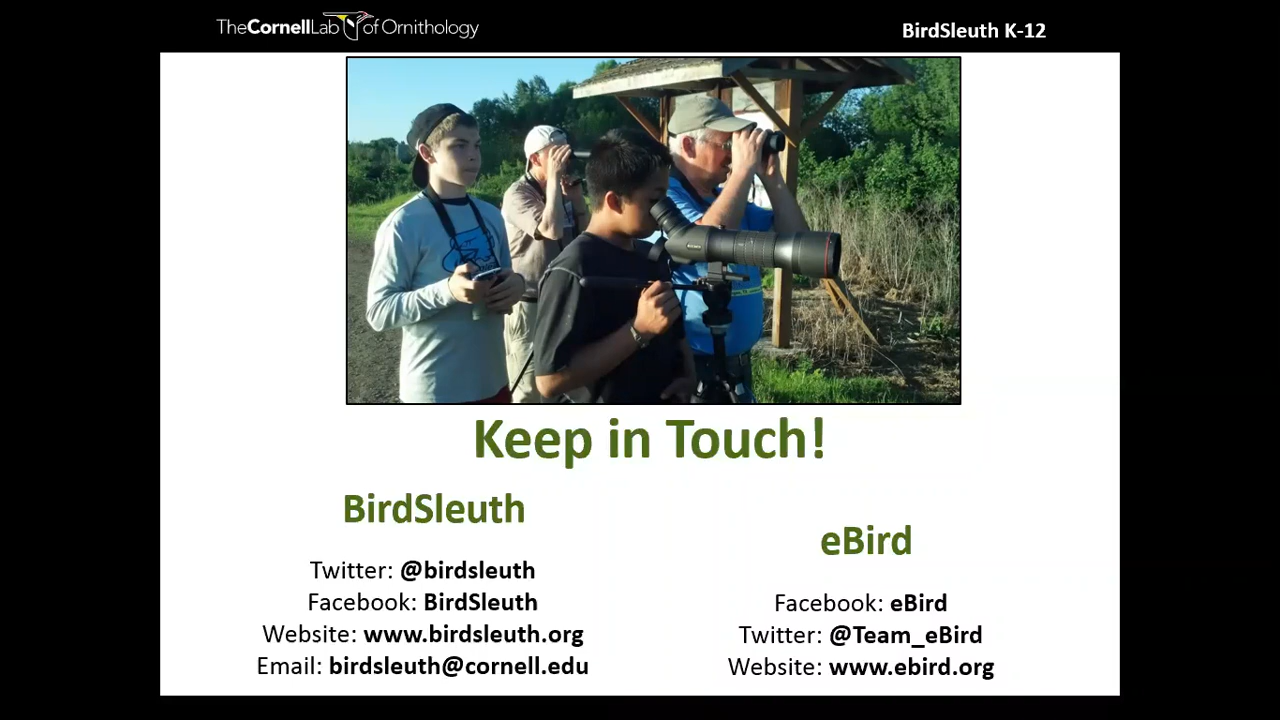 TheCornellLab of Ornithology
BirdSleuth K-12
Keep in Touch!
BirdSleuth
Twitter: @birdsleuth
Facebook: BirdSleuth
Website: www.birdsleuth.org
Email: birdsleuth@cornell.edu
eBird
Facebook: eBird
Twitter: @Team_eBird
Website: www.ebird.org